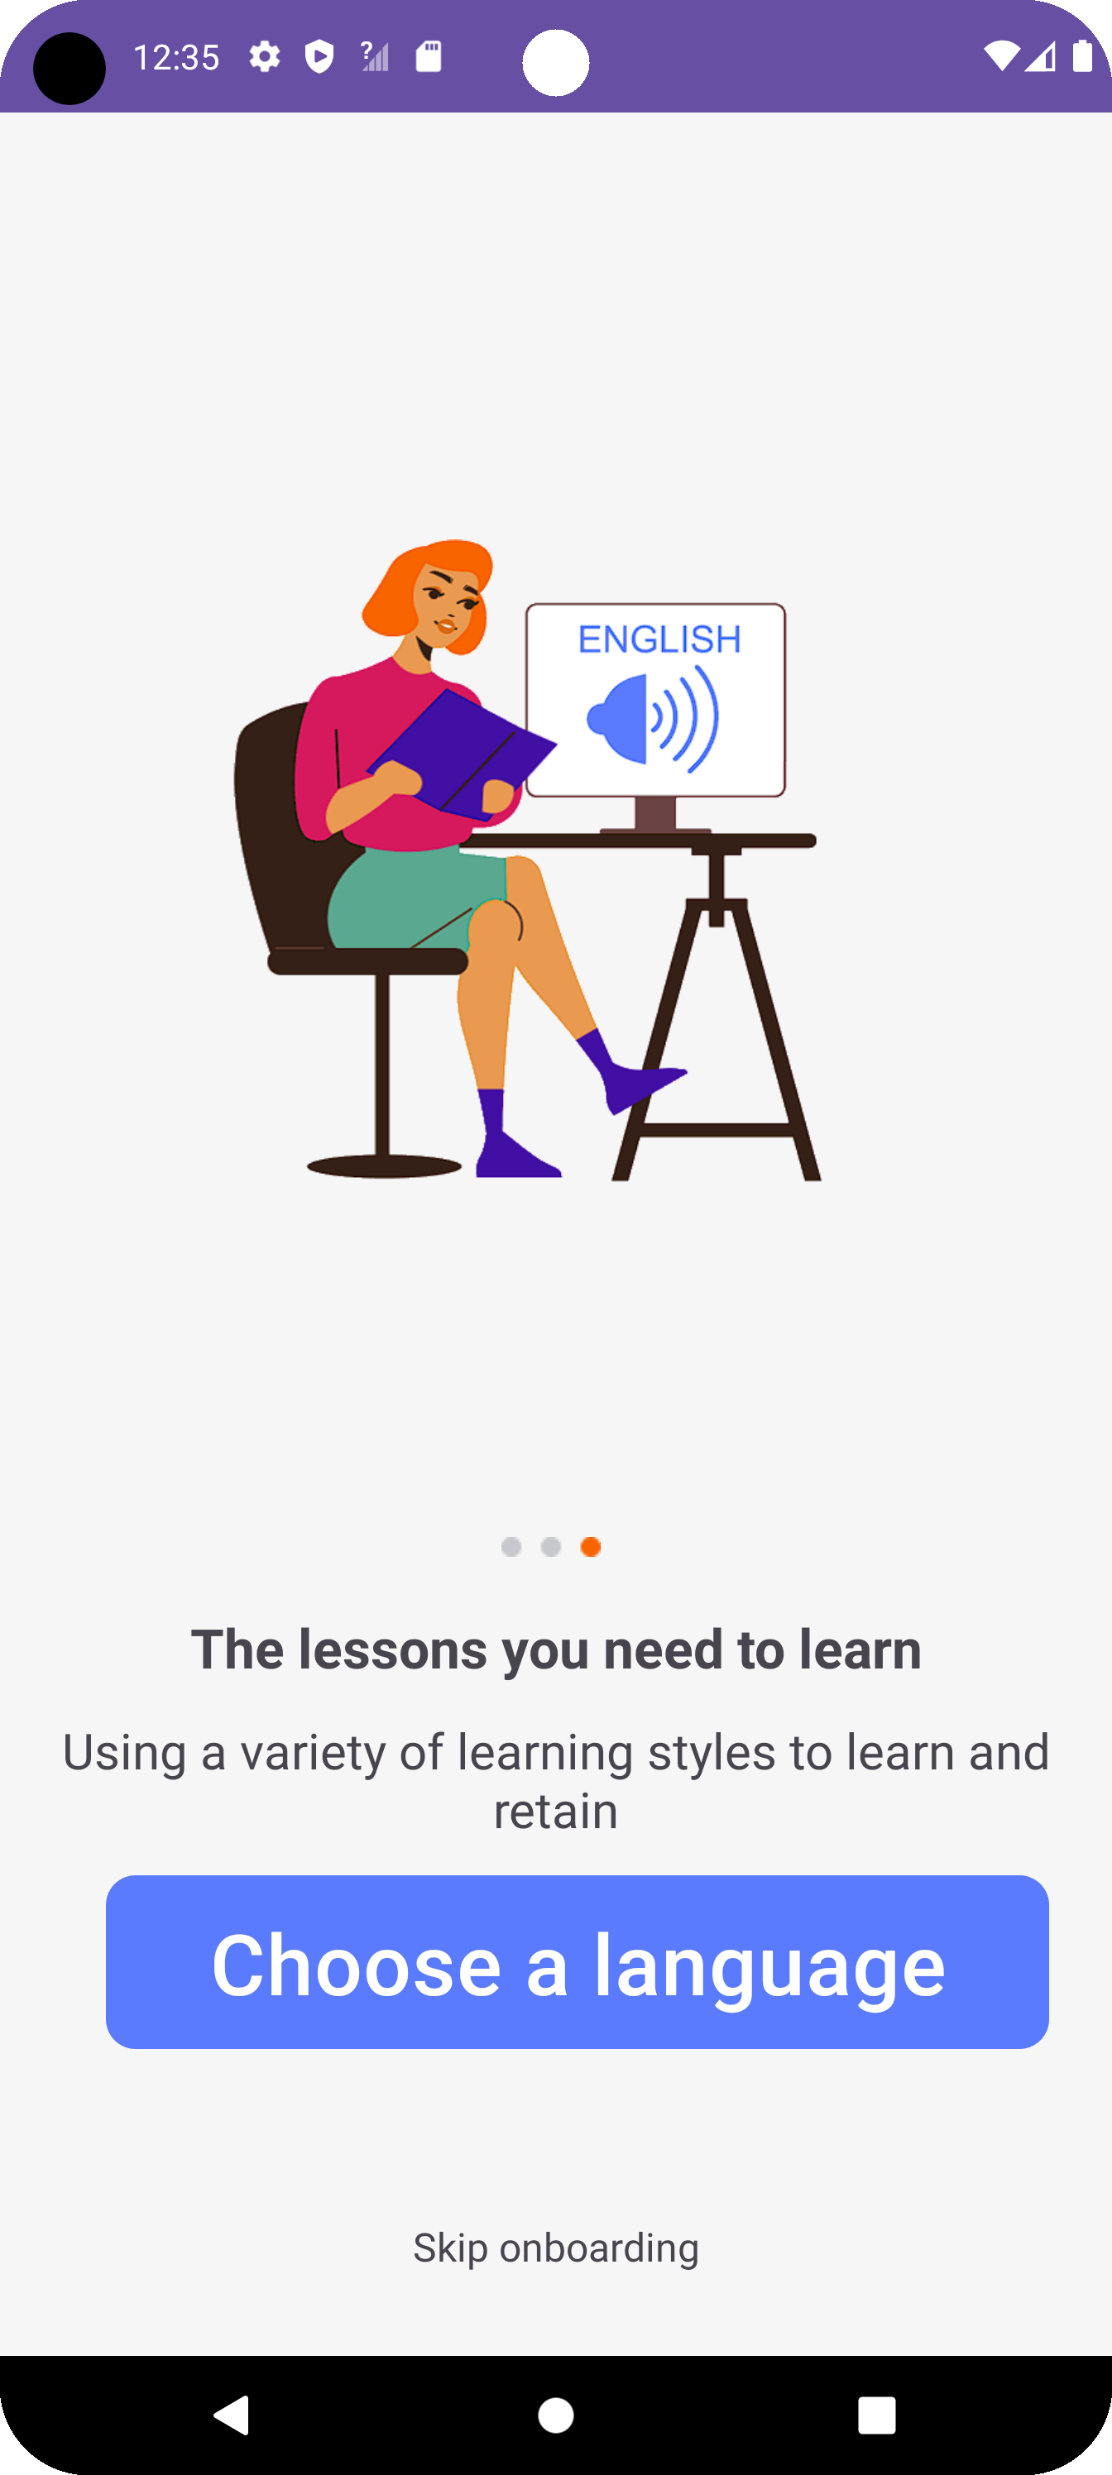 12:35
ENGLISH
The lessons you need to learn
Using a variety of learning styles to learn and
retain
Choose a language
Skip onboarding